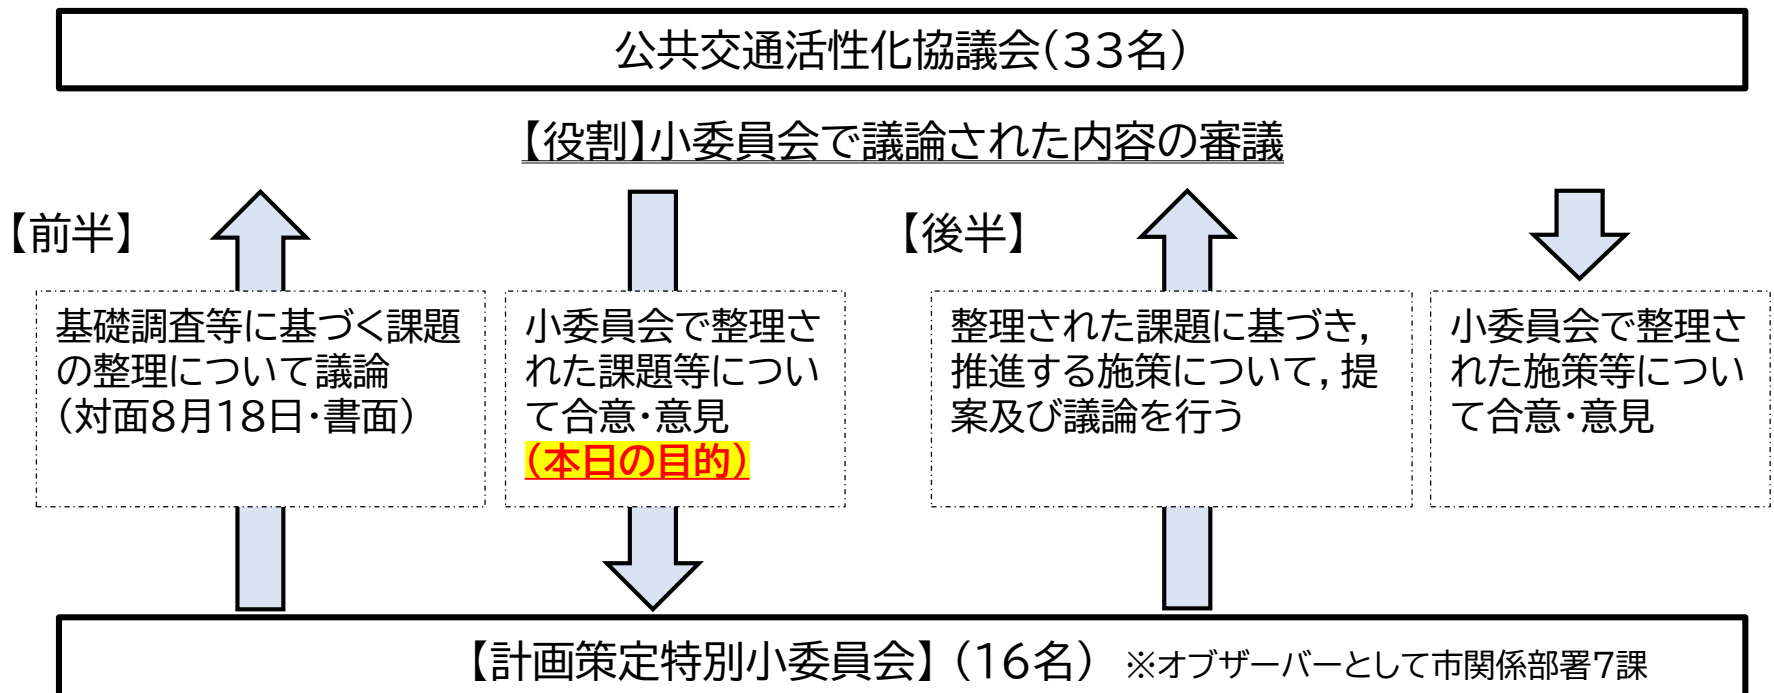 公共交通活性化協議会(33名)
【役割】小委員会で議論された内容の審議
【前半】
基礎調査等に基づく課題
の整理について議論
(対面8月18日・書面)
小委員会で整理さ
れた課題等につい
て合意・意見
(本日の目的)
【後半】
整理された課題に基づき,
推進する施策について,提
案及び議論を行う
小委員会で整理さ
れた施策等につい
て合意・意見
【計画策定特別小委員会】(16名) ※オブザーバーとして市関係部署7課